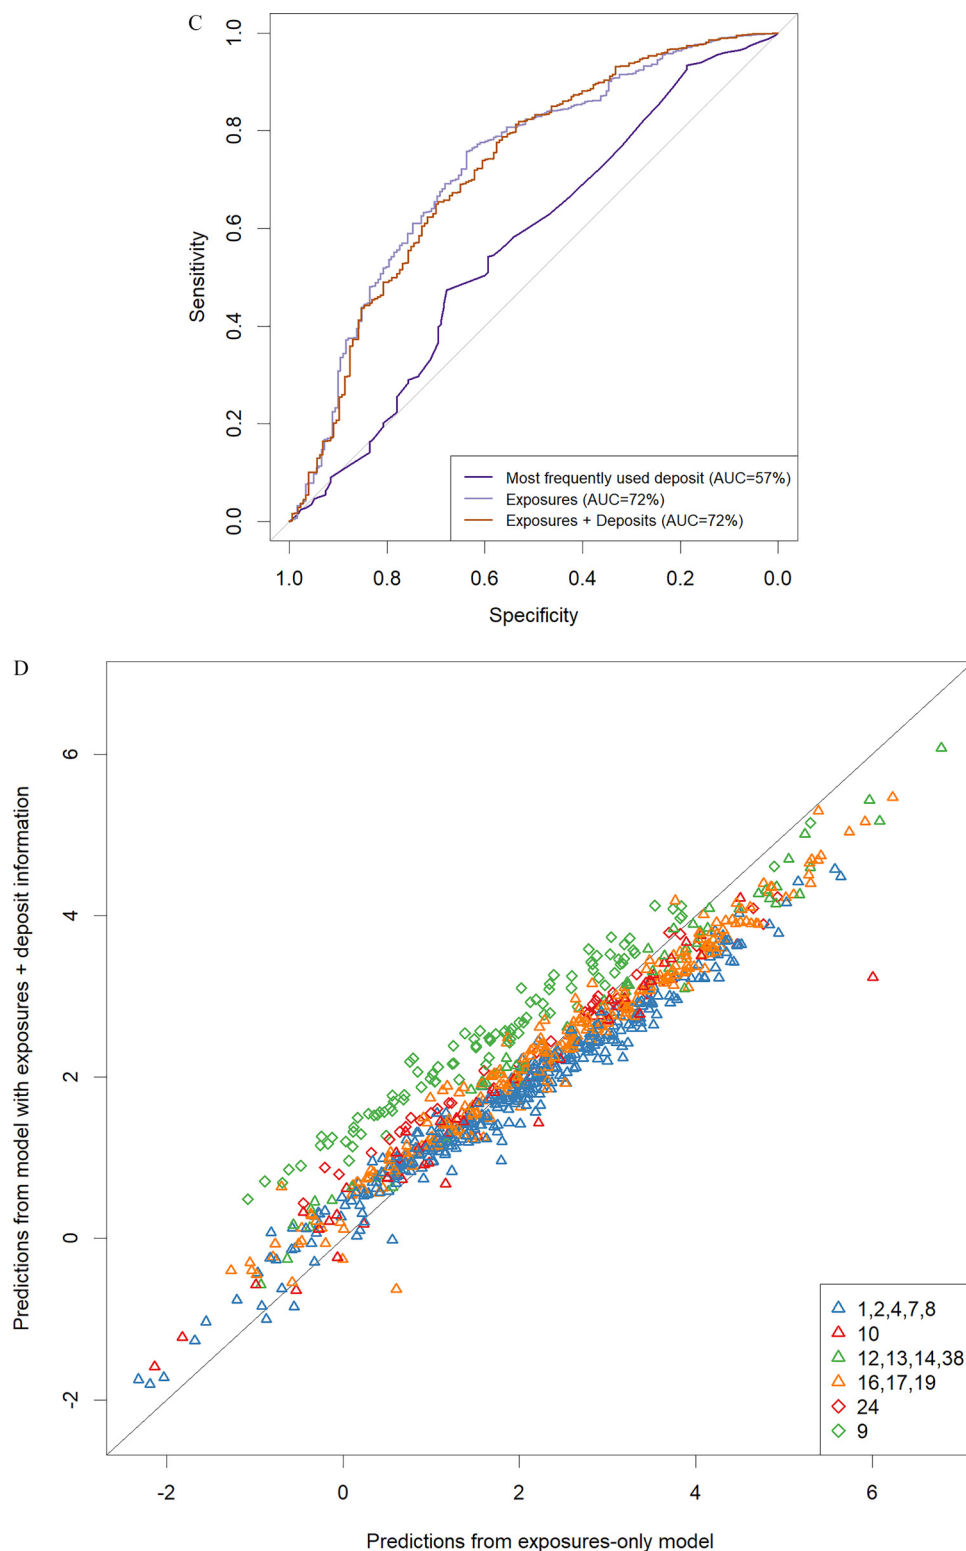 C
1.0
0.8
0.6
0.4
0.2
0.0
Sensitivity
Most frequently used deposit (AUC=57%)
Exposures (AUC=72%)
Exposures + Deposits (AUC=72%)
1.0 0.8 0.6 0.4 0.2 0.0
Specificity
D
6
4
2
0
-2
Predictions from model with exposures + deposit information
1,2,4,7,8
10
12,13,14,38
16,17,19
24
9
-2 0 2 4 6
Predictions from exposures-only model